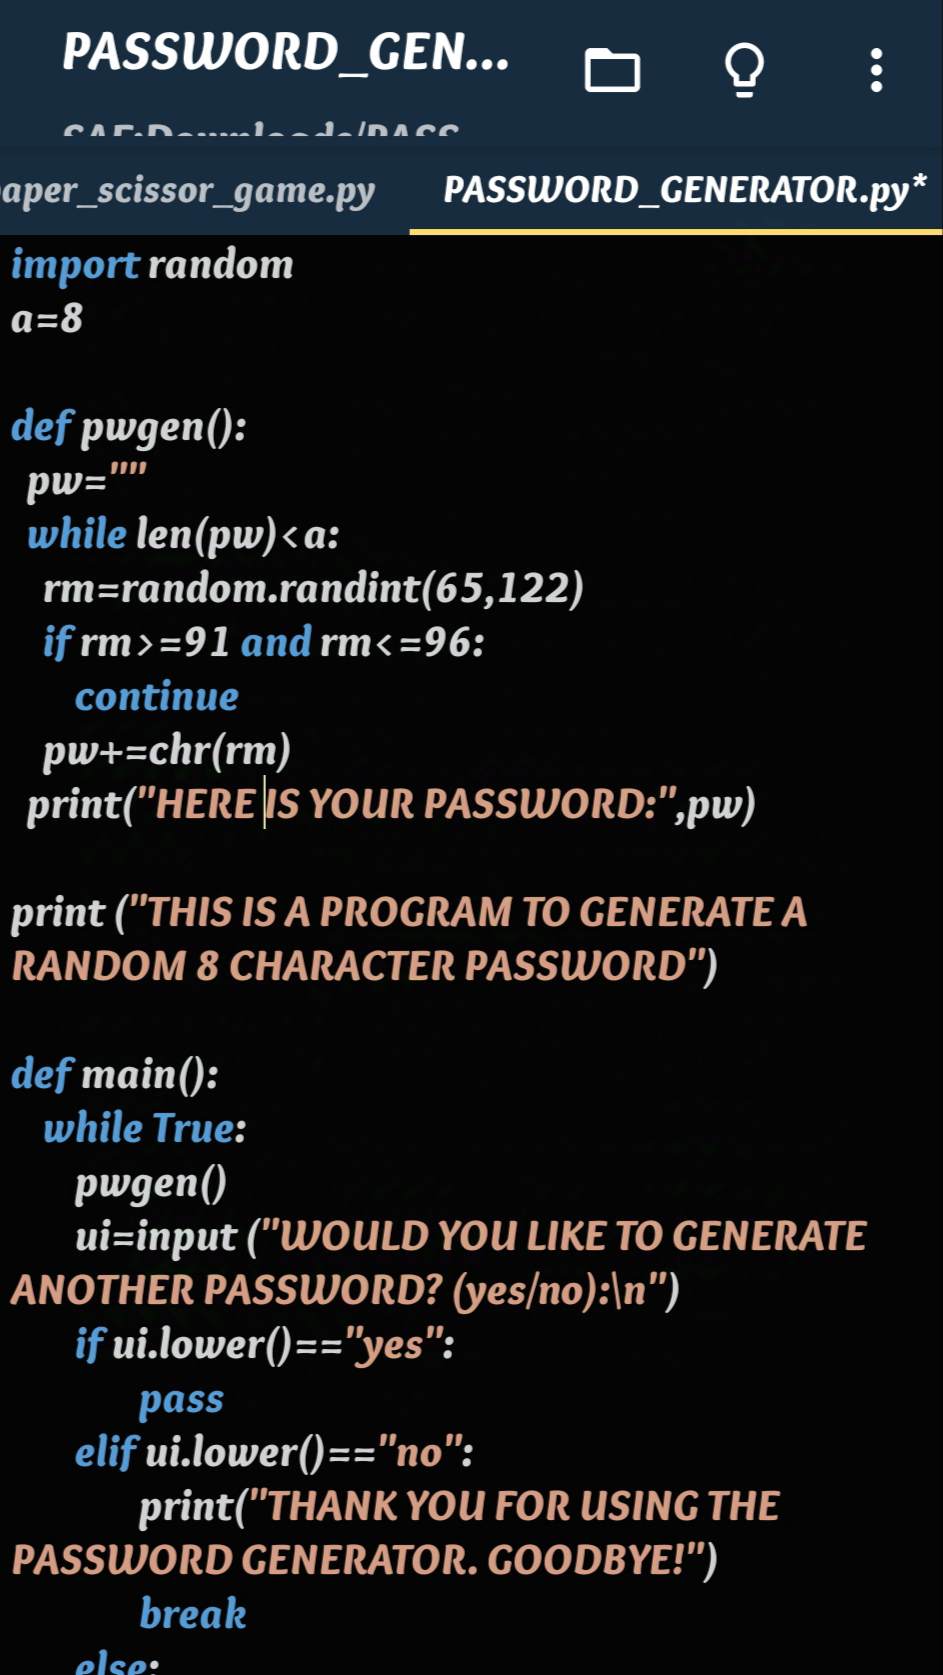 PASSWORD_GEN...
SAF:Downloads/PASS
aper_scissor_game.py PASSWORD_GENERATOR.py*
import random
a=8
def pwgen():
pw=""
while len(pw)<a:
rm=random.randint(65,122)
if rm>=91 and rm<=96:
continue
pw+=chr(rm)
print("HERE IS YOUR PASSWORD:",pw)
print ("THIS IS A PROGRAM TO GENERATE A
RANDOM 8 CHARACTER PASSWORD")
def main():
while True:
pwgen()
ui=input ("WOULD YOU LIKE TO GENERATE
ANOTHER PASSWORD? (yes/no):\n")
if ui.lower()=="yes":
pass
elif ui.lower()=="no":
print("THANK YOU FOR USING THE
PASSWORD GENERATOR. GOODBYE!")
break
else: